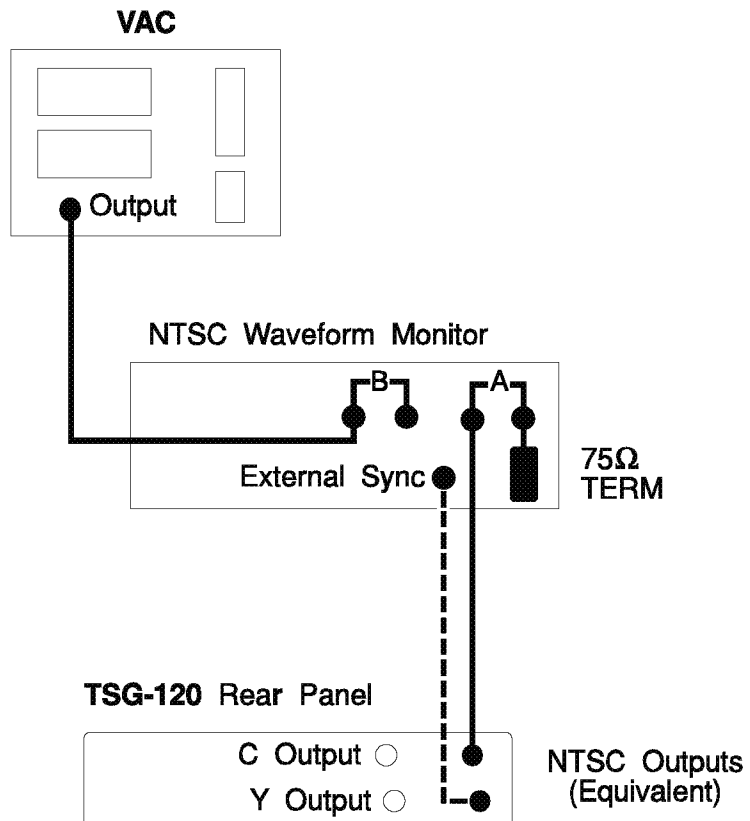 VAC
Output
NTSC Waveform Monitor
B
A
External Sync
75Ω
TERM
TSG-120 Rear Panel
C Output
Y Output
NTSC Outputs
(Equivalent)